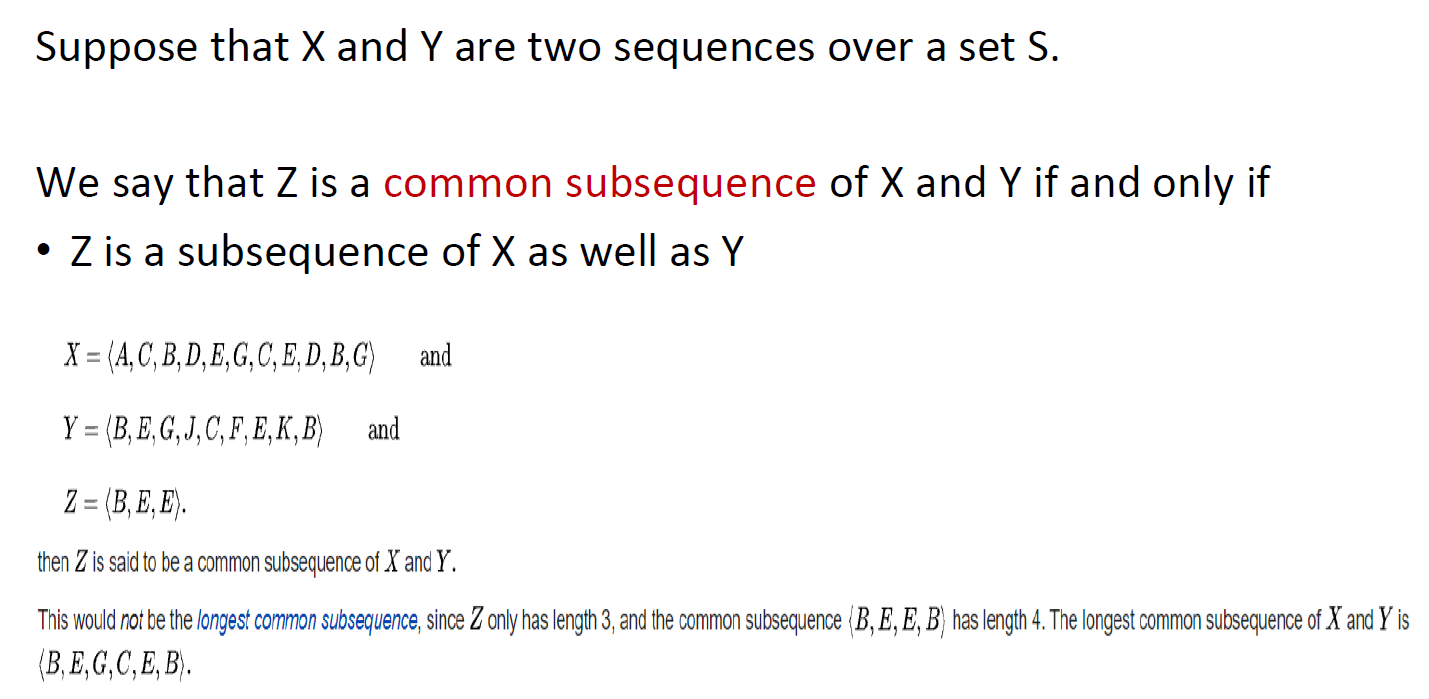 Suppose that X and Y are two sequences over a set S.
We say that Z is a common subsequence of X and Y if and only if
• Z is a subsequence of X as well as Y
X = ⟨A, C, B, D, E, G, C, E, D, B, G⟩ and
Y = ⟨B, E, G, J, C, F, E, K, B⟩ and
Z = ⟨B, E, E⟩.
then Z is said to be a common subsequence of X and Y.
This would not be the longest common subsequence, since Z only has length 3, and the common subsequence ⟨B, E, E, B⟩ has length 4. The longest common subsequence of X and Y is
⟨B, E, G, C, E, B⟩.